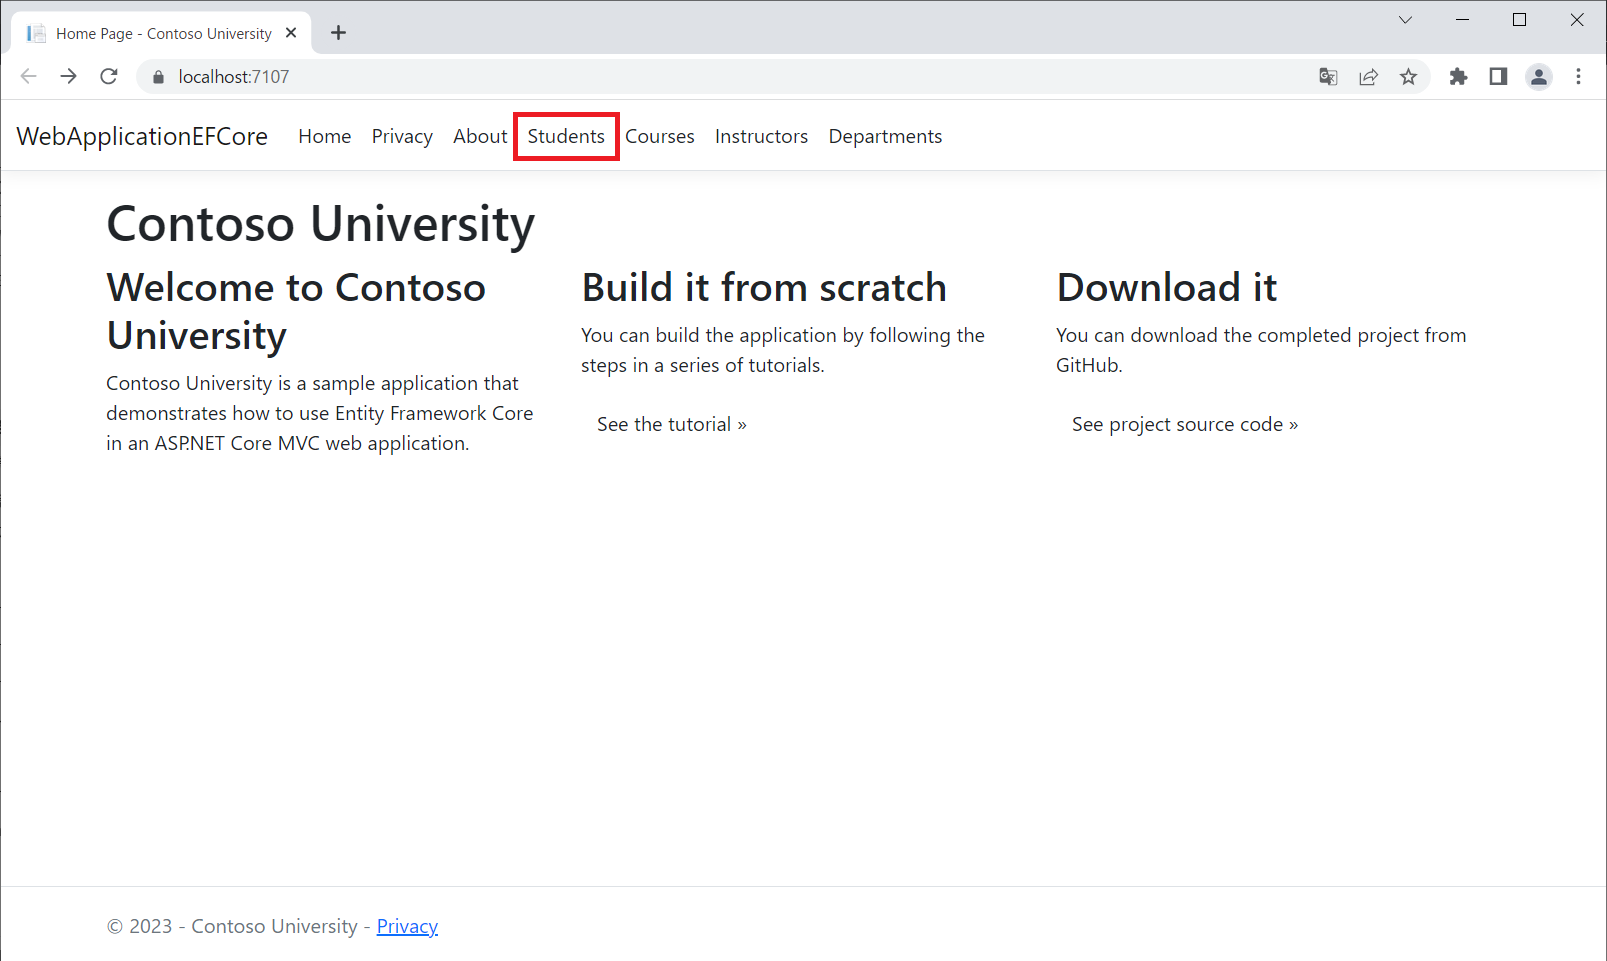 Home Page - Contoso University
localhost:7107
WebApplicationEFCore Home Privacy About Students Courses Instructors Departments
Contoso University
Welcome to Contoso
University
Contoso University is a sample application that
demonstrates how to use Entity Framework Core
in an ASP.NET Core MVC web application.
Build it from scratch
You can build the application by following the
steps in a series of tutorials.
See the tutorial »
Download it
You can download the completed project from
GitHub.
See project source code »
© 2023 - Contoso University - Privacy